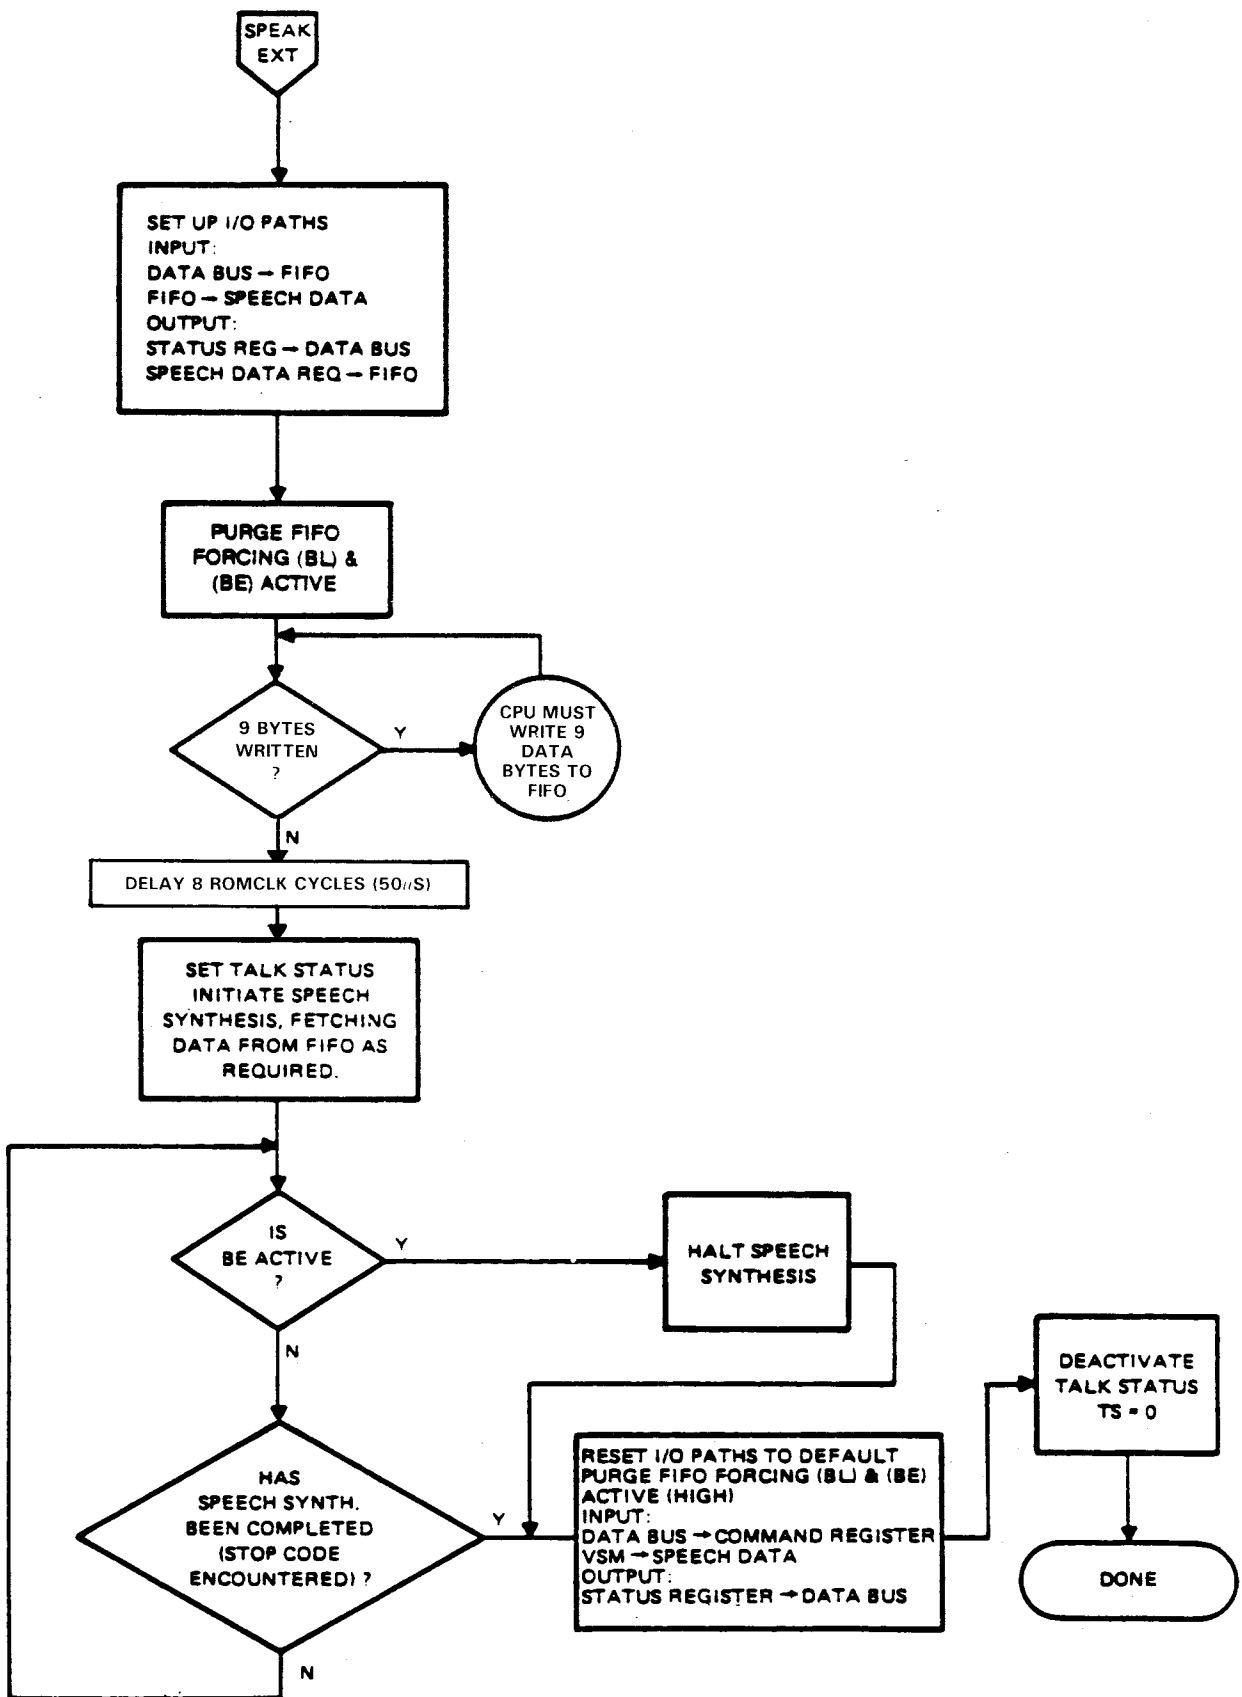 SPEAK
EXT
SET UP I/O PATHS
INPUT:
DATA BUS → FIFO
FIFO → SPEECH DATA
OUTPUT:
STATUS REG → DATA BUS
SPEECH DATA REQ → FIFO
PURGE FIFO
FORCING (BL) &
(BE) ACTIVE
9 BYTES
WRITTEN
?
Y
CPU MUST
WRITE 9
DATA
BYTES TO
FIFO
N
DELAY 8 ROMCLK CYCLES (50μS)
SET TALK STATUS
INITIATE SPEECH
SYNTHESIS, FETCHING
DATA FROM FIFO AS
REQUIRED.
IS
BE ACTIVE
?
Y
HALT SPEECH
SYNTHESIS
N
DEACTIVATE
TALK STATUS
TS = 0
HAS
SPEECH SYNTH.
BEEN COMPLETED
(STOP CODE
ENCOUNTERED) ?
Y
RESET I/O PATHS TO DEFAULT
PURGE FIFO FORCING (BL) & (BE)
ACTIVE (HIGH)
INPUT:
DATA BUS → COMMAND REGISTER
VSM → SPEECH DATA
OUTPUT:
STATUS REGISTER → DATA BUS
DONE
N